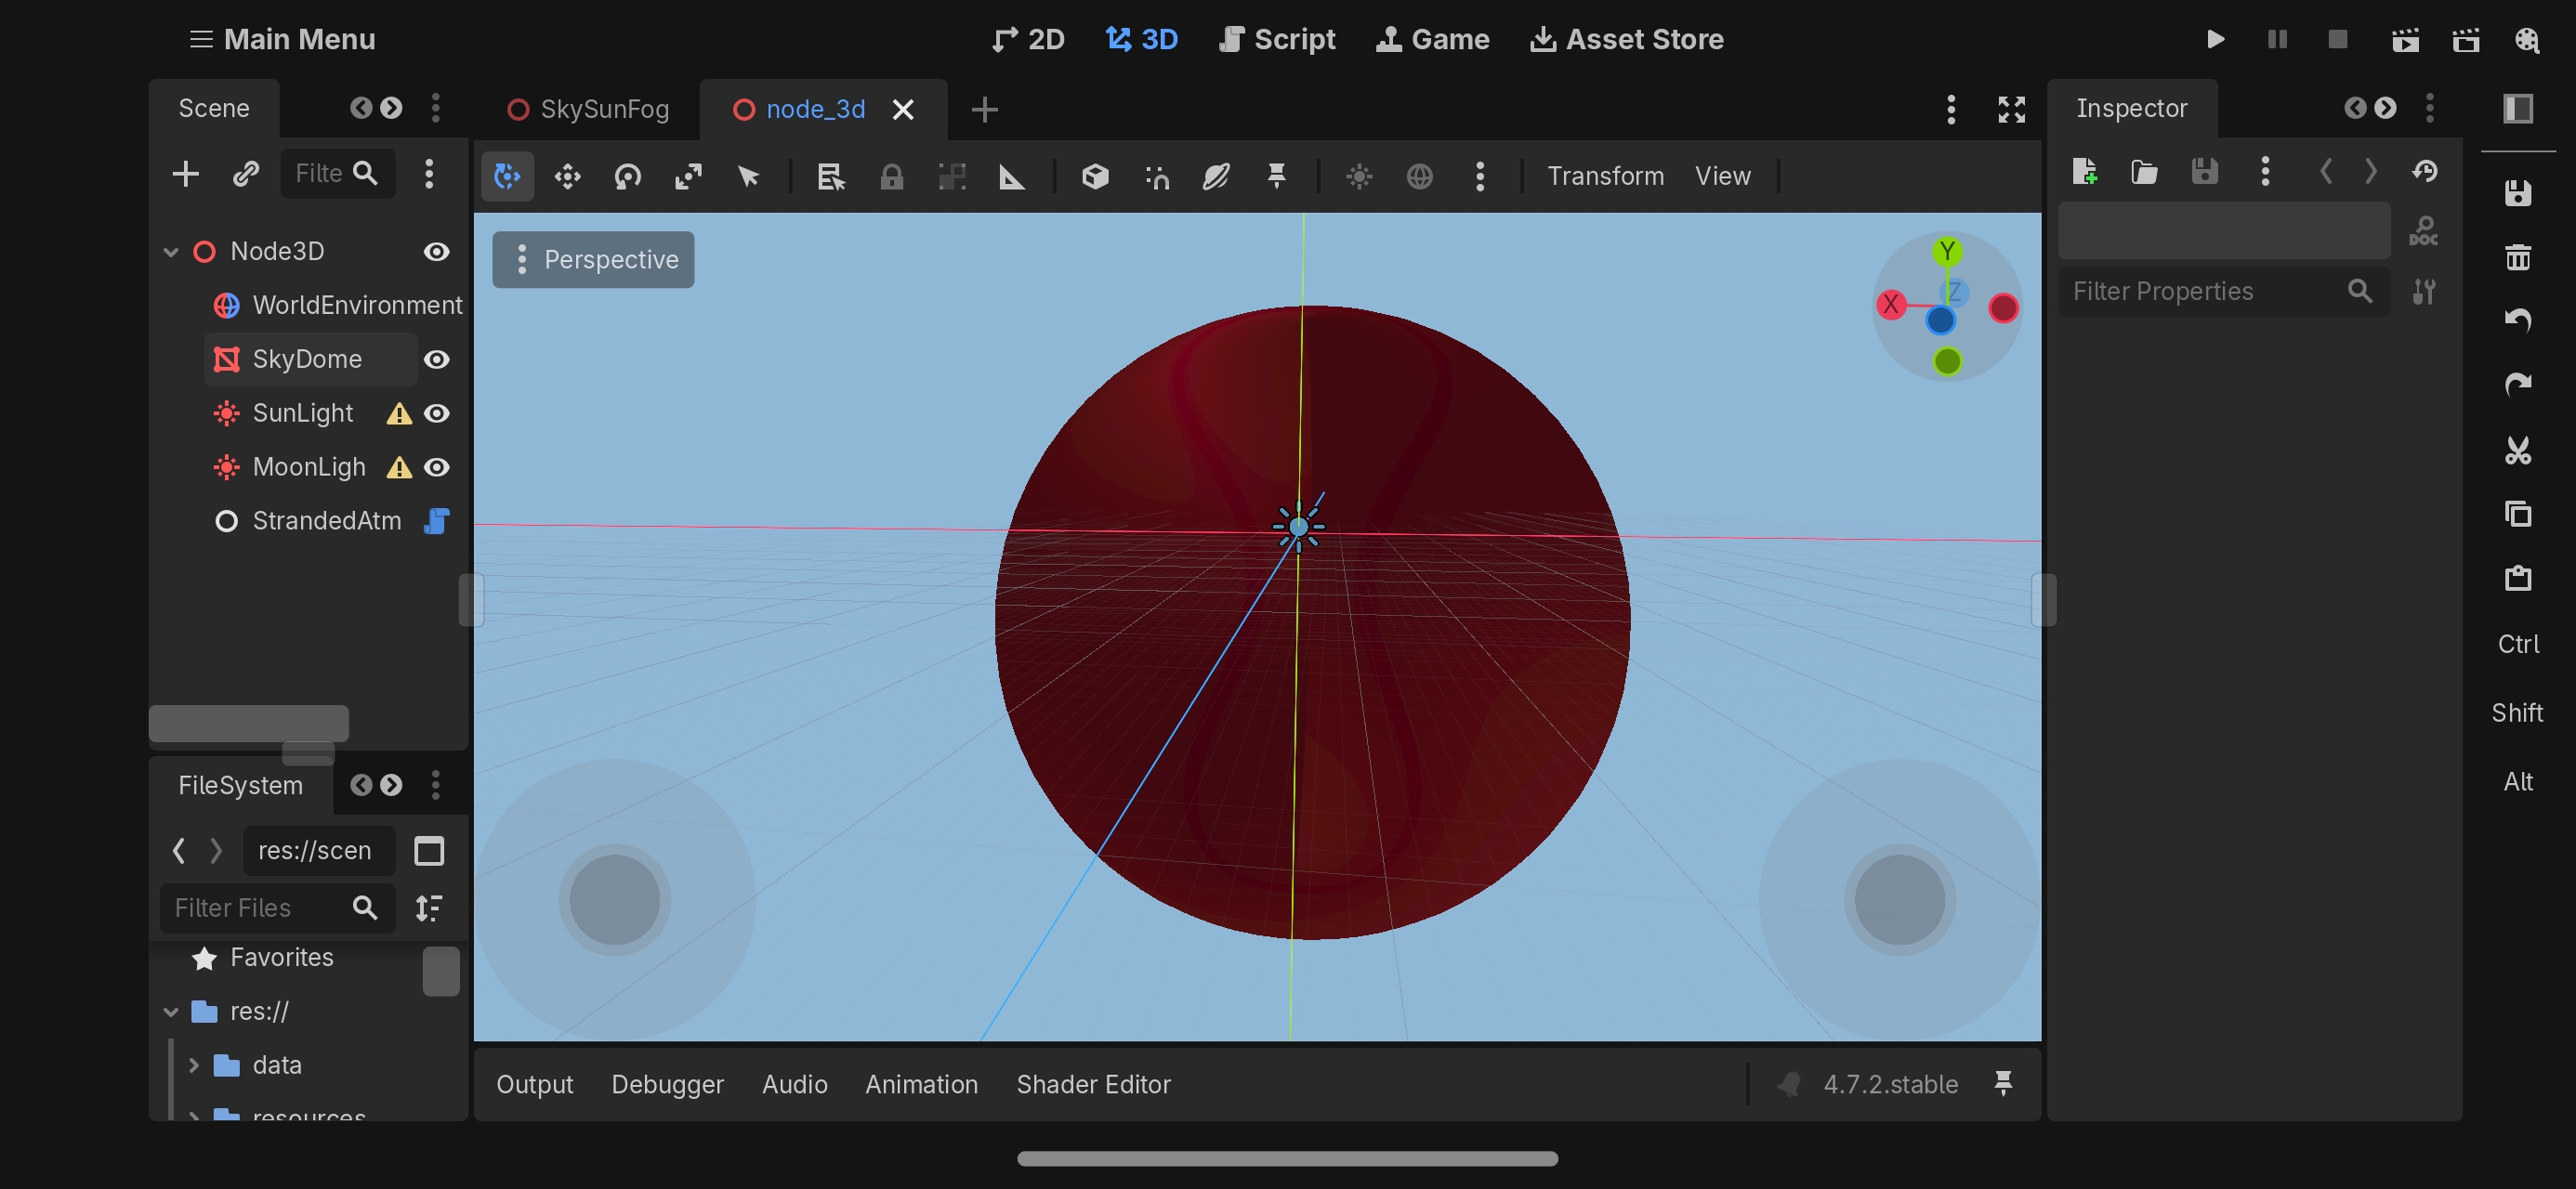 Main Menu
2D
3D
Script
Game
Asset Store
Scene
SkySunFog
node_3d
Inspector
Filte
Transform
View
Node3D
Perspective
Y
X
Z
DOC
Filter Properties
WorldEnvironment
SkyDome
SunLight
MoonLigh
StrandedAtm
Ctrl
Shift
Alt
FileSystem
res://scen
Filter Files
Favorites
res://
data
resources
Output
Debugger
Audio
Animation
Shader Editor
4.7.2.stable